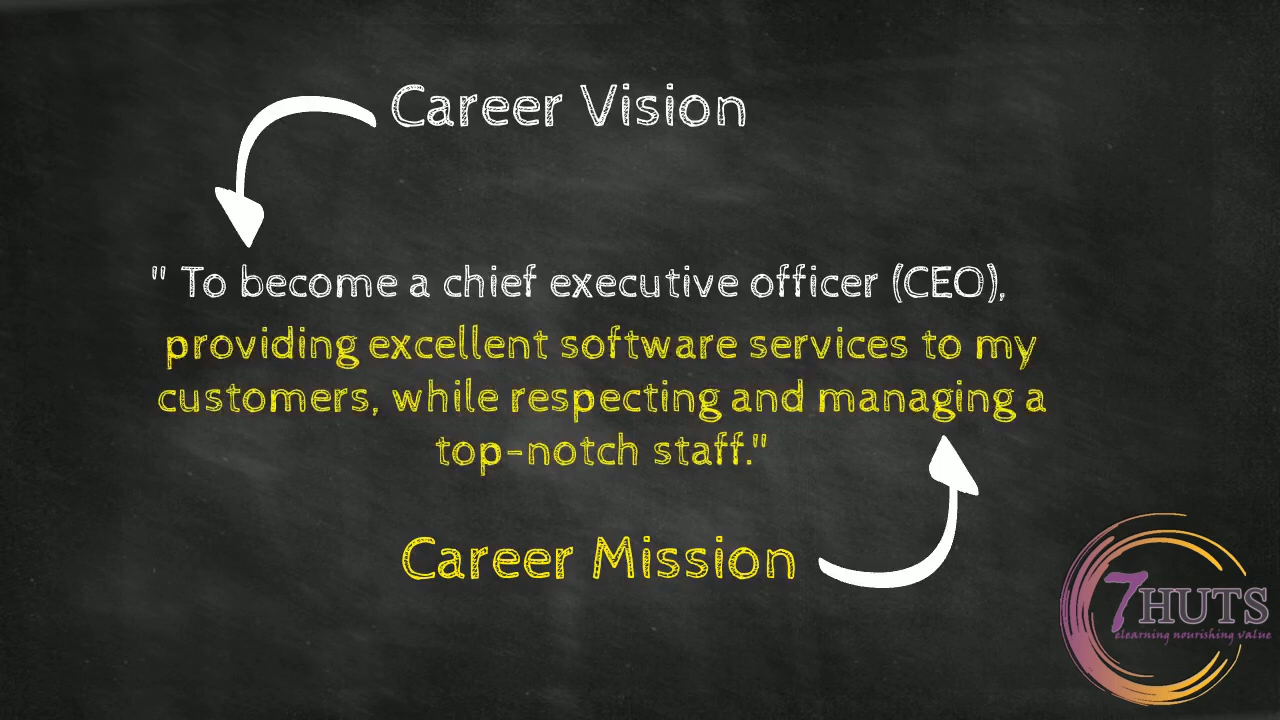 Career Vision
" To become a chief executive officer (CEO),
providing excellent software services to my
customers, while respecting and managing a
top-notch staff."
Career Mission
7HUTS
elearning nourishing value